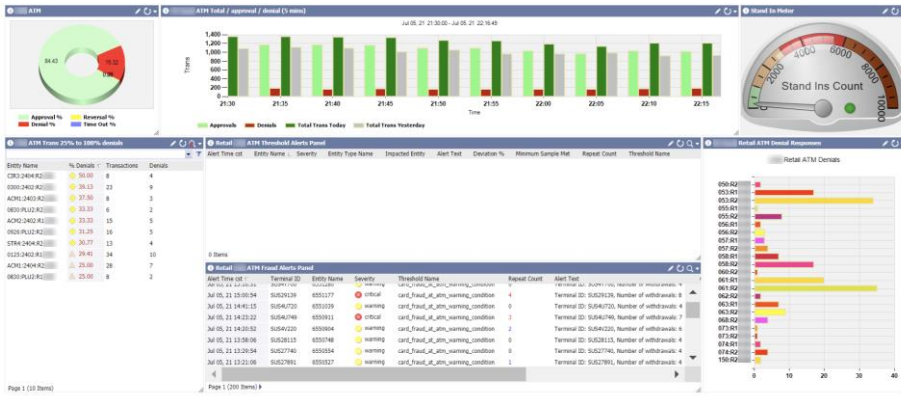 ATM
84.43
15.32
Approval %
Reversal %
Denial %
Time Out %
ATM Total / approval / denial (5 mins)
Jul 05, 21 21:30:00 - Jul 05, 21 22:16:45
Trans
1,400
1,200
1,000
800
600
400
200
0
21:30 21:35 21:40 21:45 21:50 21:55 22:00 22:05 22:10 22:15
Time
Approvals Denials Total Trans Today Total Trans Yesterday
Stand In Meter
0 2000 4000 6000 8000 10000
Stand Ins Count
ATM Trans 25% to 100% denials
Entity Name % Denials Transactions Denials
CIR3:2404:R2 50.00 8 4
0300:2402:R2 39.13 23 9
ACM1:2403:R2 37.50 8 3
0830:PLU2:R2 33.33 6 2
ACM2:2402:R1 33.33 15 5
0926:PLU2:R2 31.25 16 5
STR4:2404:R2 30.77 13 4
0125:2402:R1 29.41 34 10
ACM1:2404:R2 25.00 28 7
0830:PLU2:R1 25.00 8 2
Page 1 (10 Items)
Retail ATM Threshold Alerts Panel
Alert Time cst Entity Name Severity Entity Type Name Impacted Entity Alert Text Deviation % Minimum Sample Met Repeat Count Threshold Name
0 Items
Retail ATM Fraud Alerts Panel
Alert Time cst Terminal ID Entity Name Severity Threshold Name Repeat Count Alert Text
warning card_fraud_at_atm_warning_condition 0
Jul 05, 21 15:00:54 SUS29139 6551177 critical card_fraud_at_atm_warning_condition 4 Terminal ID: SUS29139, Number of withdrawals: 8
Jul 05, 21 14:41:15 SUS4U720 6551029 warning card_fraud_at_atm_warning_condition 0 Terminal ID: SUS4U720, Number of withdrawals: 4
Jul 05, 21 14:23:22 SUS4U749 6550911 critical card_fraud_at_atm_warning_condition 3 Terminal ID: SUS4U749, Number of withdrawals: 7
Jul 05, 21 14:20:52 SUS4V220 6550904 warning card_fraud_at_atm_warning_condition 2 Terminal ID: SUS4V220, Number of withdrawals: 6
Jul 05, 21 13:58:06 SUS28115 6550748 warning card_fraud_at_atm_warning_condition 0 Terminal ID: SUS28115, Number of withdrawals: 4
Jul 05, 21 13:29:54 SUS27740 6550554 warning card_fraud_at_atm_warning_condition 0 Terminal ID: SUS27740, Number of withdrawals: 4
Jul 05, 21 13:21:06 SUS27891 6550527 warning card_fraud_at_atm_warning_condition 1 Terminal ID: SUS27891, Number of withdrawals: 4
Page 1 (200 Items)
Retail ATM Denial Responses
Retail ATM Denials
050:R2
053:R1
053:R2
055:R1
055:R2
056:R1
056:R2
057:R1
057:R2
058:R1
058:R2
060:R2
061:R1
061:R2
062:R2
063:R1
063:R2
068:R2
073:R1
073:R2
074:R1
074:R2
150:R2
0 10 20 30 40